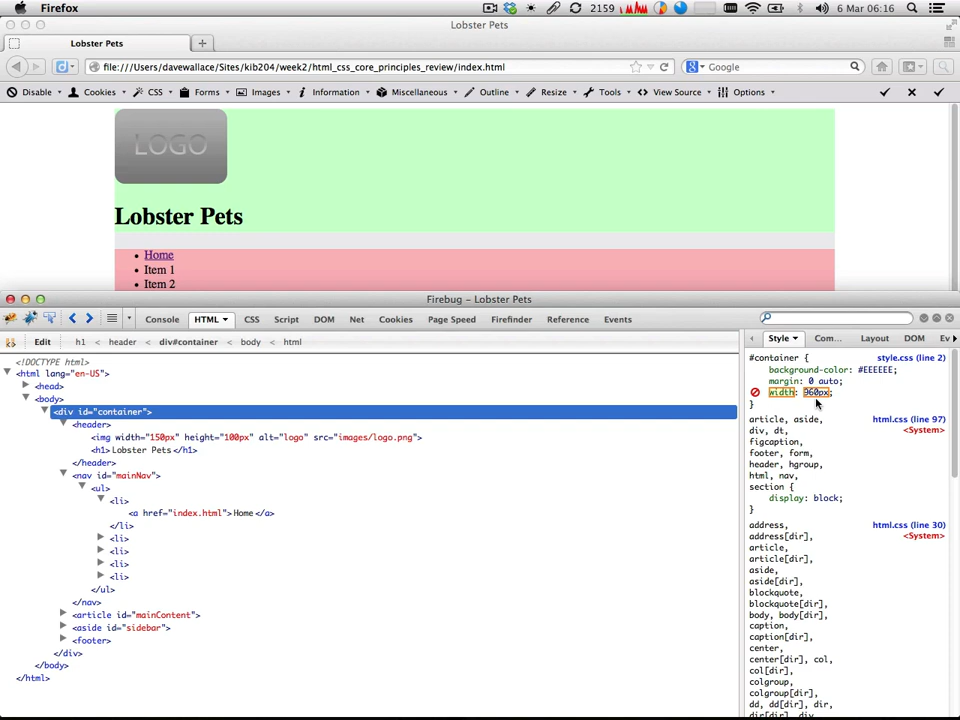 Firefox
2159
6 Mar 06:16
Lobster Pets
Lobster Pets
file:///Users/davewallace/Sites/kib204/week2/html_css_core_principles_review/index.html
Google
Disable
Cookies
CSS
Forms
Images
Information
Miscellaneous
Outline
Resize
Tools
View Source
Options
LOGO
Lobster Pets
Home
Item 1
Item 2
Firebug – Lobster Pets
Console
HTML
CSS
Script
DOM
Net
Cookies
Page Speed
Firefinder
Reference
Events
Edit
h1 < header < div#container < body < html
Style
Com...
Layout
DOM
Ev
<!DOCTYPE html>
<html lang="en-US">
<head>
<body>
<div id="container">
<header>
<img width="150px" height="100px" alt="logo" src="images/logo.png">
<h1>Lobster Pets</h1>
</header>
<nav id="mainNav">
<ul>
<li>
<a href="index.html">Home</a>
</li>
<li>
<li>
<li>
<li>
</ul>
</nav>
<article id="mainContent">
<aside id="sidebar">
<footer>
</div>
</body>
</html>
#container {
style.css (line 2)
background-color: #EEEEEE;
margin: 0 auto;
width: 960px;
}
article, aside,
html.css (line 97)
div, dt,
<System>
figcaption,
footer, form,
header, hgroup,
html, nav,
section {
display: block;
}
address,
html.css (line 30)
address[dir],
<System>
article,
article[dir],
aside,
aside[dir],
blockquote,
blockquote[dir],
body, body[dir],
caption,
caption[dir],
center,
center[dir], col,
col[dir],
colgroup,
colgroup[dir],
dd, dd[dir], dir,
dir[dir], div,